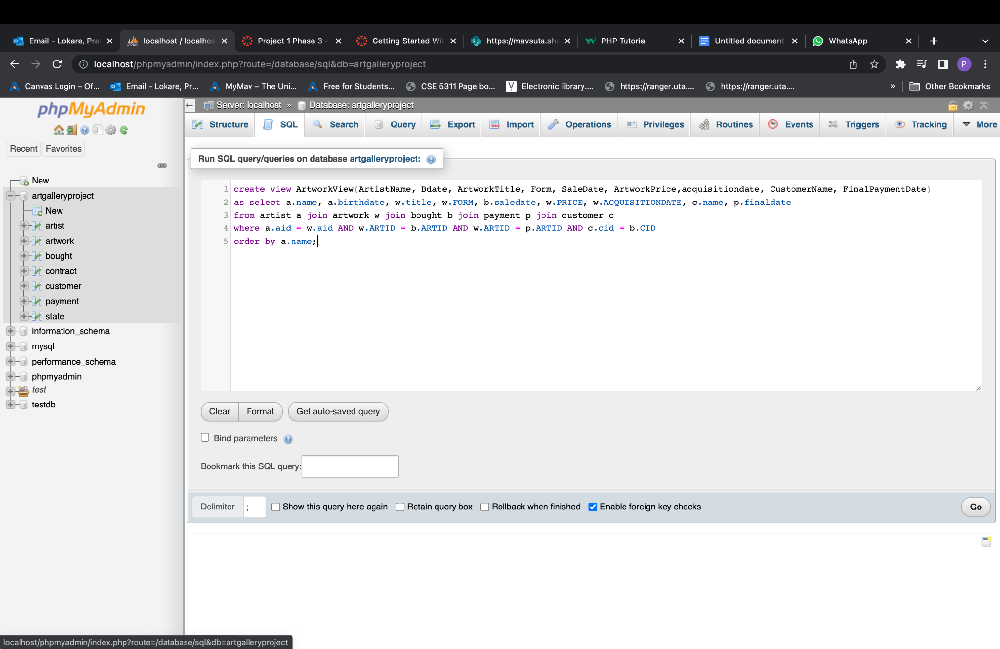 Email - Lokare, Prat
localhost / localhos
Project 1 Phase 3 -
Getting Started Wit
https://mavsuta.sha
PHP Tutorial
Untitled document
WhatsApp
localhost/phpmyadmin/index.php?route=/database/sql&db=artgalleryproject
P
Canvas Login – Of...
Email - Lokare, Pr...
MyMav – The Uni...
Free for Students...
CSE 5311 Page bo...
Electronic library....
https://ranger.uta....
https://ranger.uta....
»
Other Bookmarks
phpMyAdmin
Recent
Favorites
New
artgalleryproject
New
artist
artwork
bought
contract
customer
payment
state
information_schema
mysql
performance_schema
phpmyadmin
test
testdb
Server: localhost » Database: artgalleryproject
Structure
SQL
Search
Query
Export
Import
Operations
Privileges
Routines
Events
Triggers
Tracking
More
Run SQL query/queries on database artgalleryproject:
1 create view ArtworkView(ArtistName, Bdate, ArtworkTitle, Form, SaleDate, ArtworkPrice,acquisitiondate, CustomerName, FinalPaymentDate)
2 as select a.name, a.birthdate, w.title, w.FORM, b.saledate, w.PRICE, w.ACQUISITIONDATE, c.name, p.finaldate
3 from artist a join artwork w join bought b join payment p join customer c
4 where a.aid = w.aid AND w.ARTID = b.ARTID AND w.ARTID = p.ARTID AND c.cid = b.CID
5 order by a.name;
Clear
Format
Get auto-saved query
Bind parameters
Bookmark this SQL query:
Delimiter ;
Show this query here again
Retain query box
Rollback when finished
Enable foreign key checks
Go
localhost/phpmyadmin/index.php?route=/database/sql&db=artgalleryproject